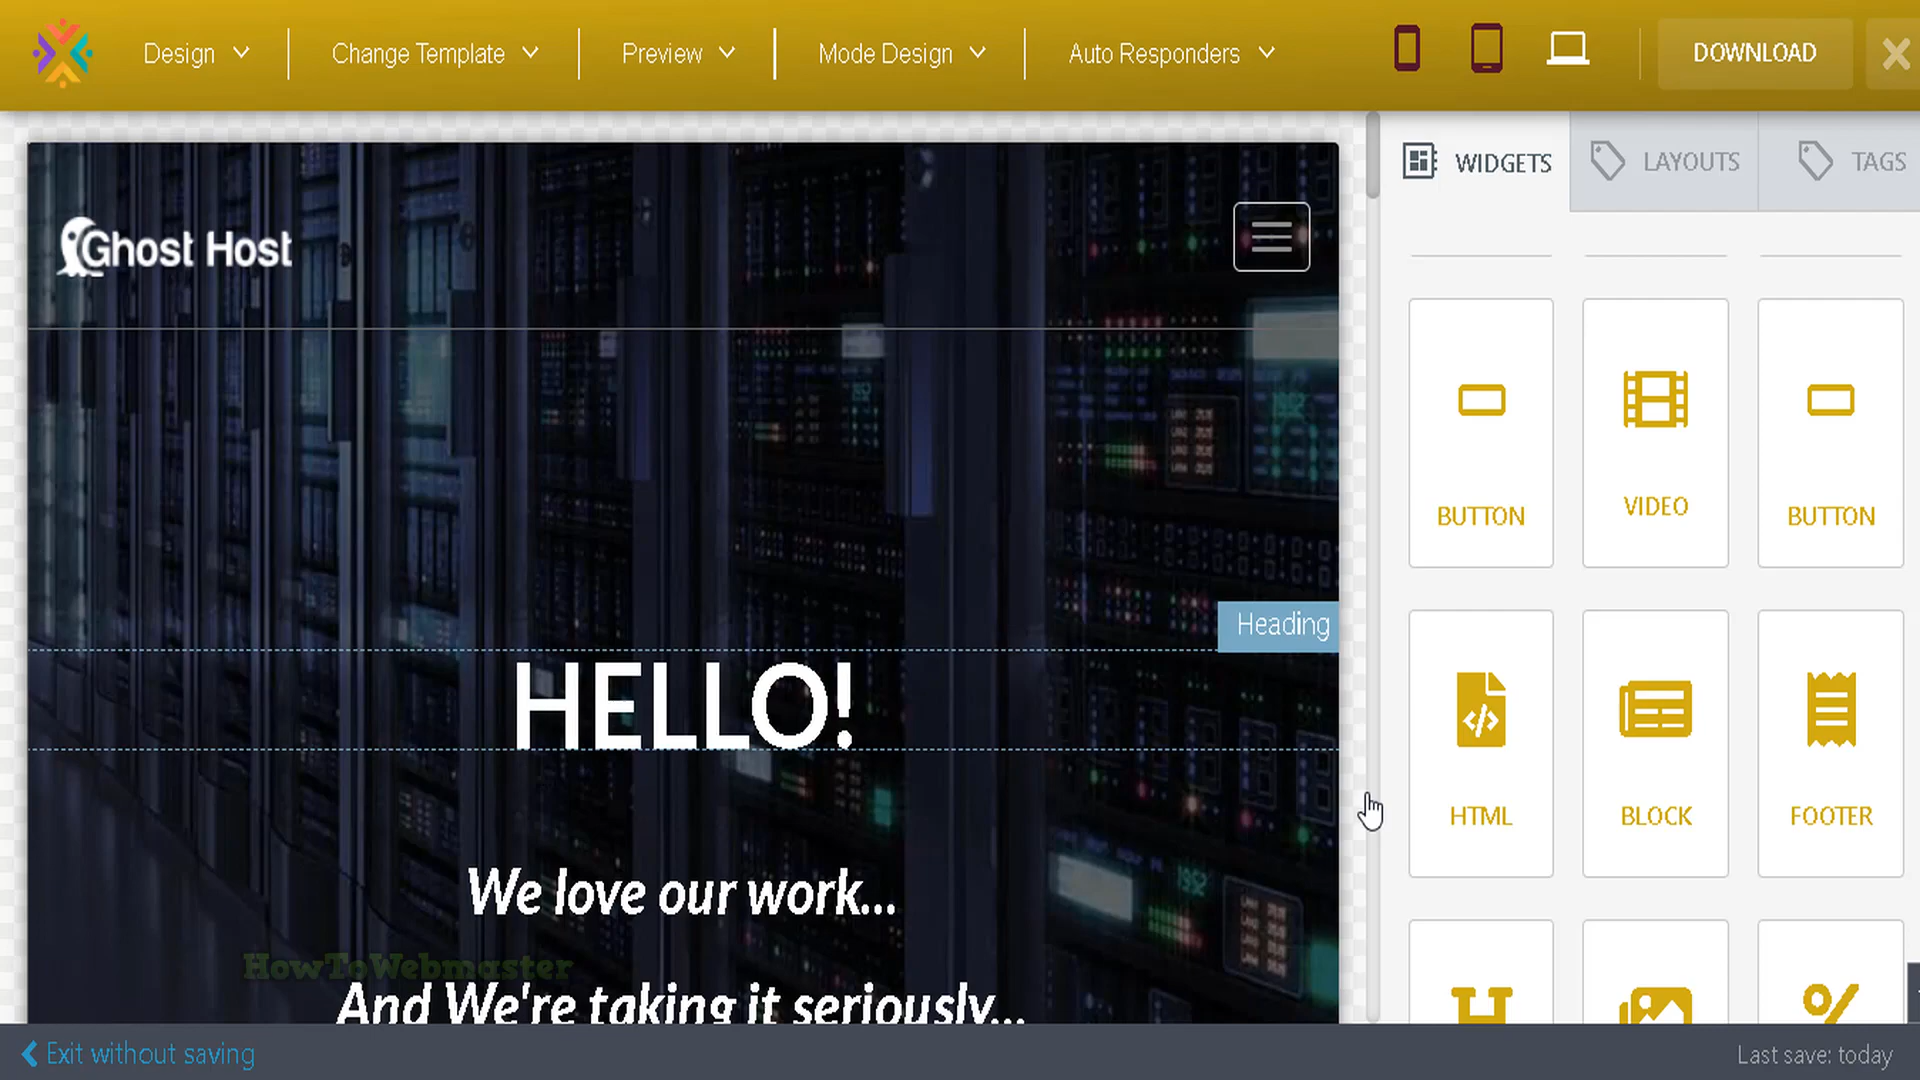 Design
Change Template
Preview
Mode Design
Auto Responders
DOWNLOAD
WIDGETS
LAYOUTS
TAGS
Ghost Host
BUTTON
VIDEO
BUTTON
Heading
HELLO!
HTML
BLOCK
FOOTER
We love our work...
HowToWebmaster
And We're taking it seriously...
Exit without saving
Last save: today